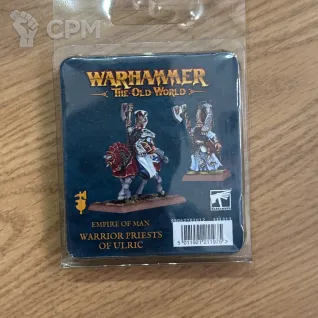 CPM
WARHAMMER
THE OLD WORLD
EMPIRE OF MAN
WARRIOR PRIESTS
OF ULRIC